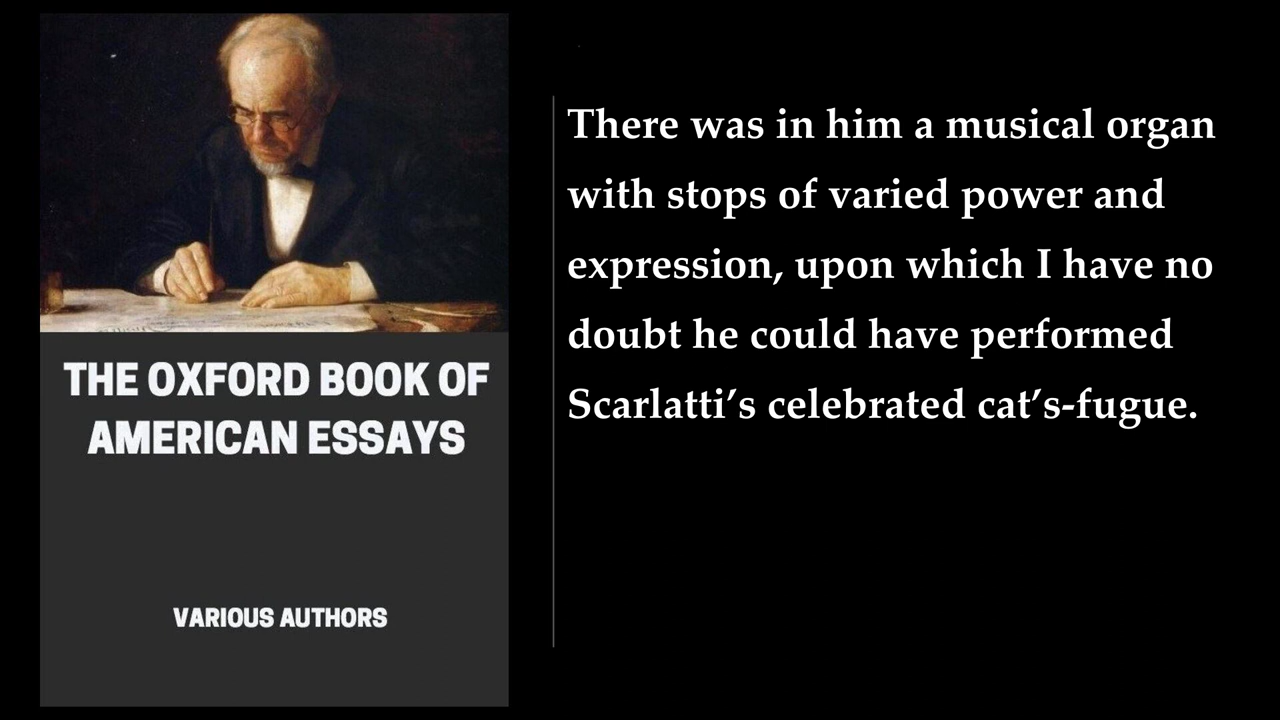 THE OXFORD BOOK OF
AMERICAN ESSAYS
VARIOUS AUTHORS
There was in him a musical organ
with stops of varied power and
expression, upon which I have no
doubt he could have performed
Scarlatti’s celebrated cat’s-fugue.